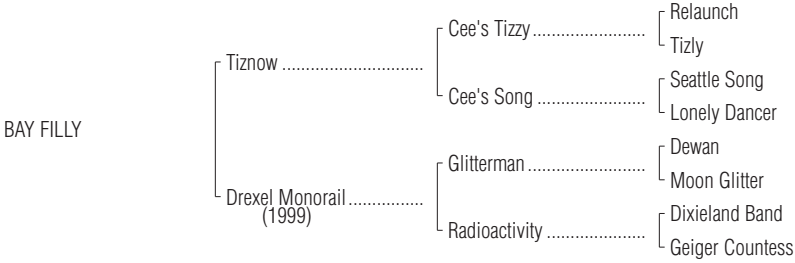 Relaunch
Cee's Tizzy........................
Tizly
Tiznow ..............................
Seattle Song
Cee's Song .......................
Lonely Dancer
BAY FILLY
Dewan
Glitterman.........................
Moon Glitter
Drexel Monorail................
(1999)
Dixieland Band
Radioactivity .....................
Geiger Countess